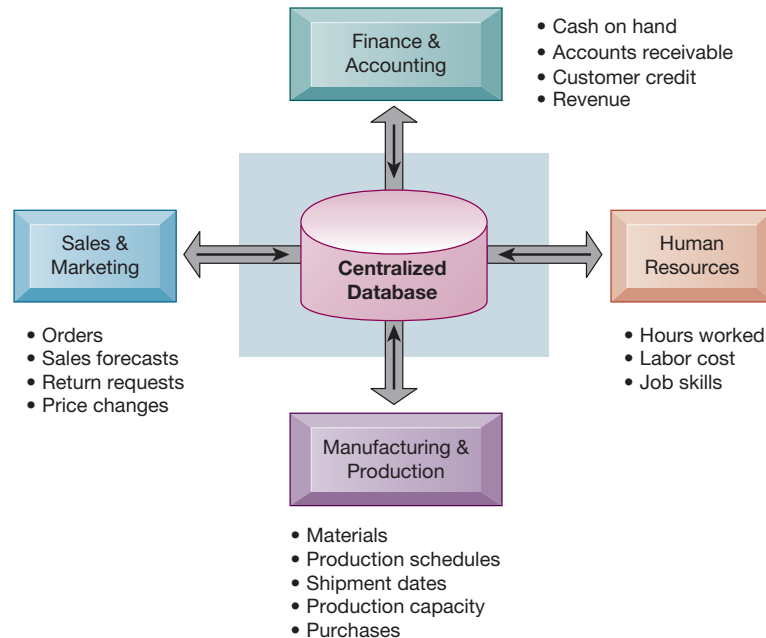 Finance &
Accounting
• Cash on hand
• Accounts receivable
• Customer credit
• Revenue
Sales &
Marketing
• Orders
• Sales forecasts
• Return requests
• Price changes
Centralized
Database
Human
Resources
• Hours worked
• Labor cost
• Job skills
Manufacturing &
Production
• Materials
• Production schedules
• Shipment dates
• Production capacity
• Purchases